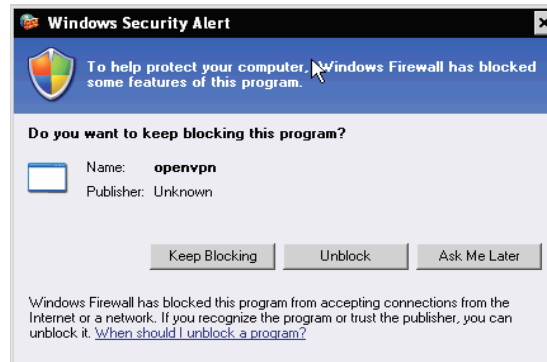 Windows Security Alert
To help protect your computer, Windows Firewall has blocked
some features of this program.
Do you want to keep blocking this program?
Name: openvpn
Publisher: Unknown
Keep Blocking Unblock Ask Me Later
Windows Firewall has blocked this program from accepting connections from the
Internet or a network. If you recognize the program or trust the publisher, you can
unblock it. When should I unblock a program?